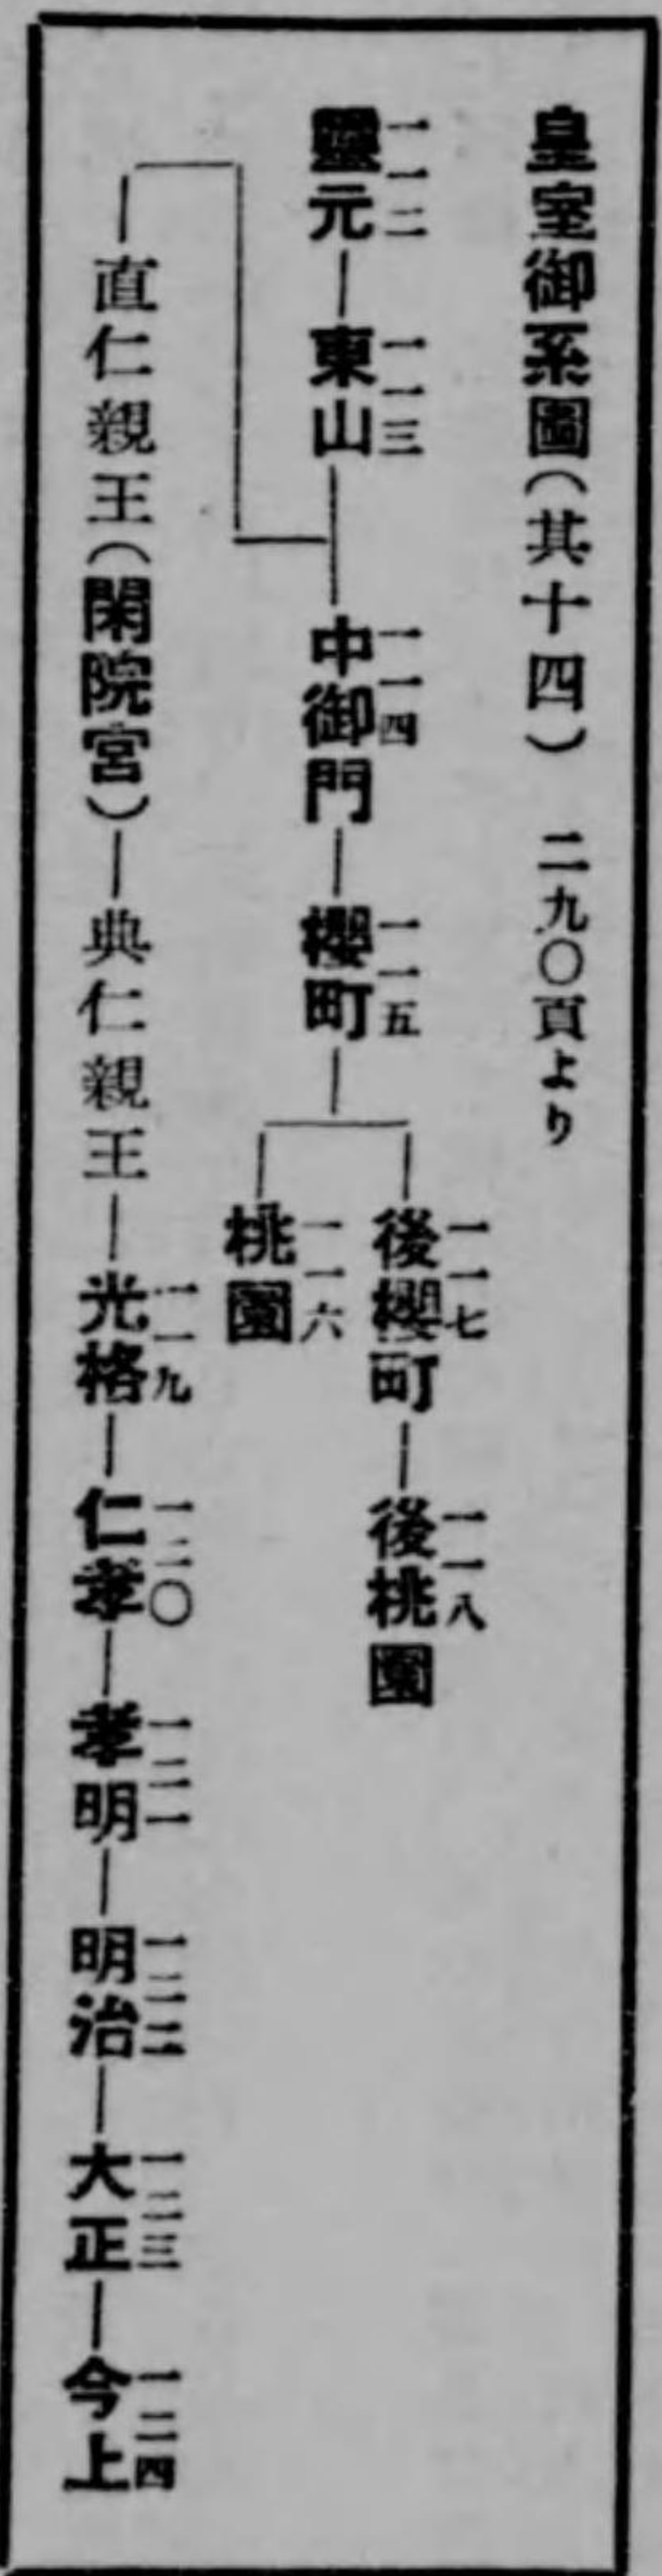 皇室御系圖(其十四) 二九〇頁より
一一二 一一三 一一四 一一五
靈元―東山―中御門―櫻町
一一七 一一八
後櫻町―後桃園
一一六
桃園
一一九 一二〇 一二一 一二二 一二三 一二四
直仁親王(閑院宮)―典仁親王―光格―仁孝―孝明―明治―大正―今上